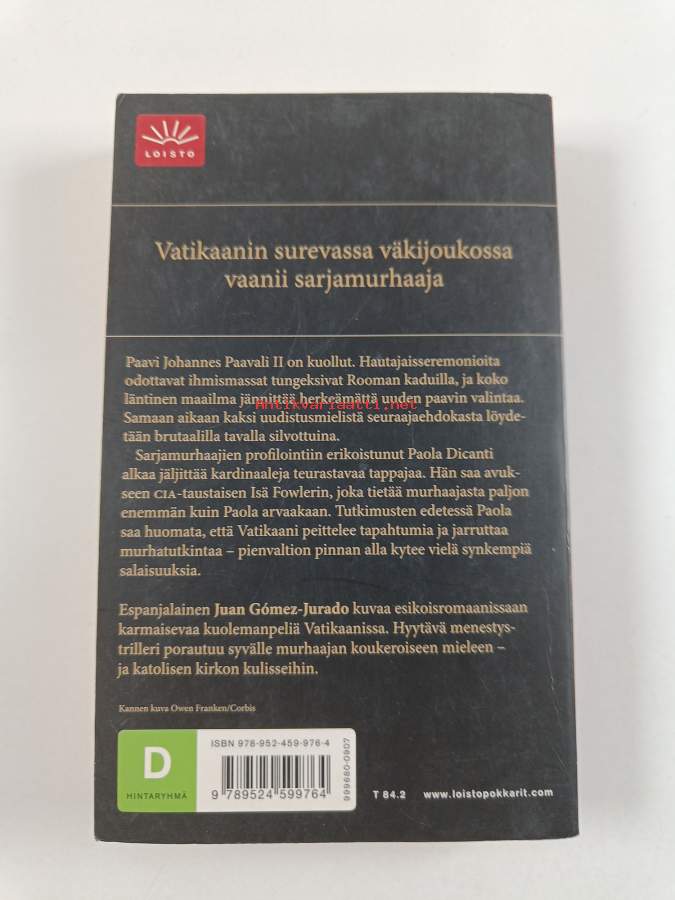 LOISTO
Vatikaanin surevassa väkijoukossa
vaanii sarjamurhaaja
Paavi Johannes Paavali II on kuollut. Hautajaisseremonioita
odottavat ihmismassat tungeksivat Rooman kaduilla, ja koko
läntinen maailma jännittää herkeämättä uuden paavin valintaa.
Antikvariaatti.net
Samaan aikaan kaksi uudistusmielistä seuraajaehdokasta löyde-
tään brutaalilla tavalla silvottuina.
Sarjamurhaajien profilointiin erikoistunut Paola Dicanti
alkaa jäljittää kardinaaleja teurastavaa tappajaa. Hän saa avuk-
seen CIA-taustaisen Isä Fowlerin, joka tietää murhaajasta paljon
enemmän kuin Paola arvaakaan. Tutkimusten edetessä Paola
saa huomata, että Vatikaani peittelee tapahtumia ja jarruttaa
murhatutkintaa – pienvaltion pinnan alla kytee vielä synkempiä
salaisuuksia.
Espanjalainen Juan Gómez-Jurado kuvaa esikoisromaanissaan
karmaisevaa kuolemanpeliä Vatikaanissa. Hyytävä menestys-
trilleri porautuu syvälle murhaajan koukeroiseen mieleen –
ja katolisen kirkon kulisseihin.
Kannen kuva Owen Franken/Corbis
D
HINTARYHMÄ
ISBN 978-952-459-976-4
9 789524 599764
999680-0907
T 84.2 www.loistopokkarit.com